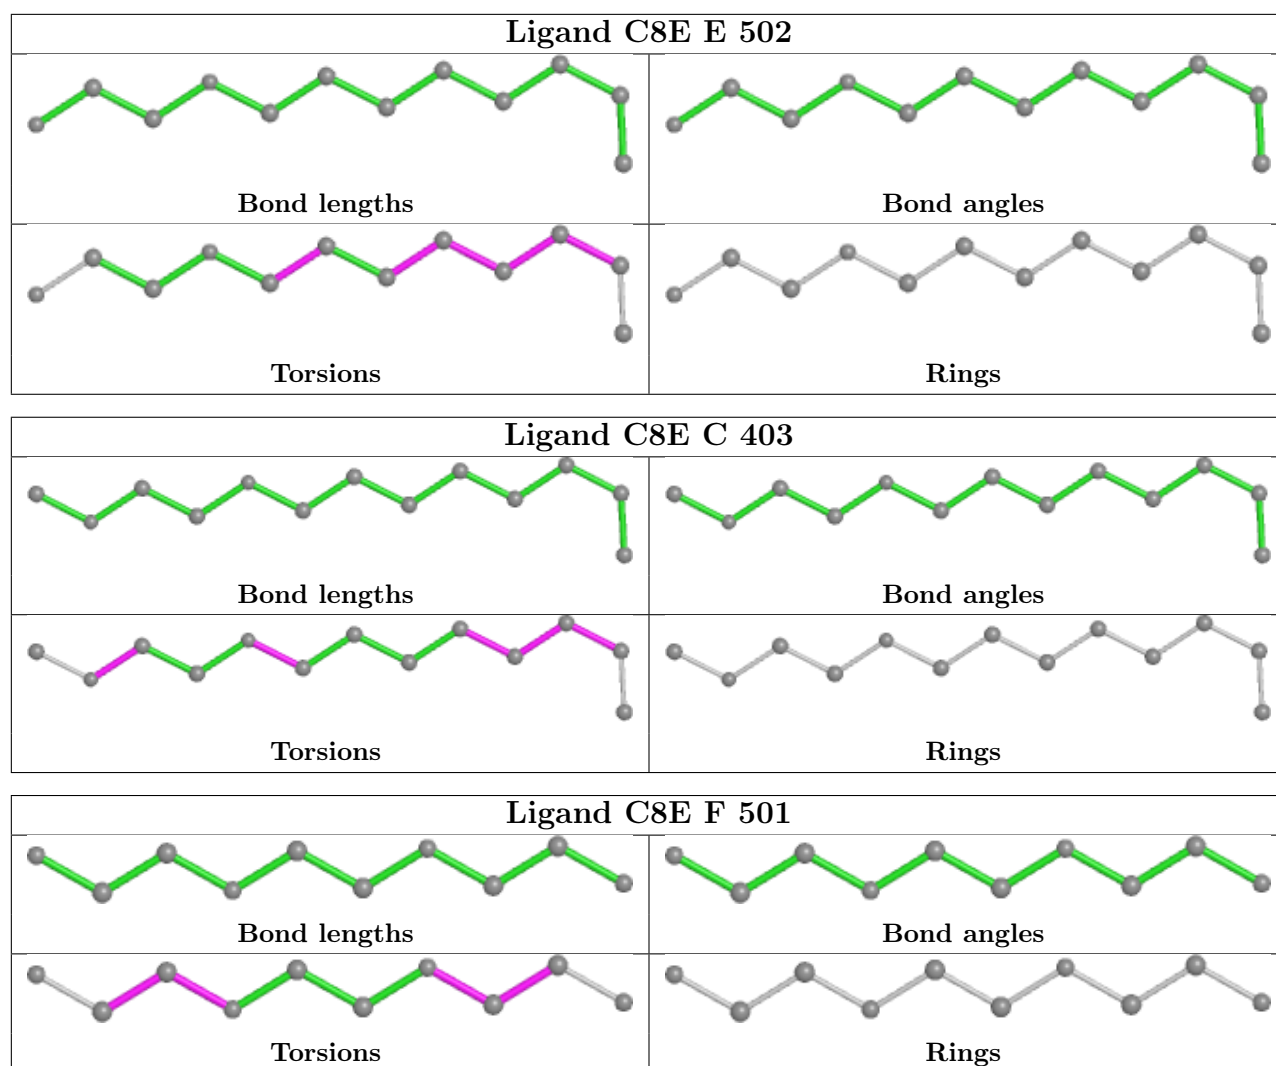 Ligand C8E E 502
Bond lengths
Bond angles
Torsions
Rings
Ligand C8E C 403
Bond lengths
Bond angles
Torsions
Rings
Ligand C8E F 501
Bond lengths
Bond angles
Torsions
Rings